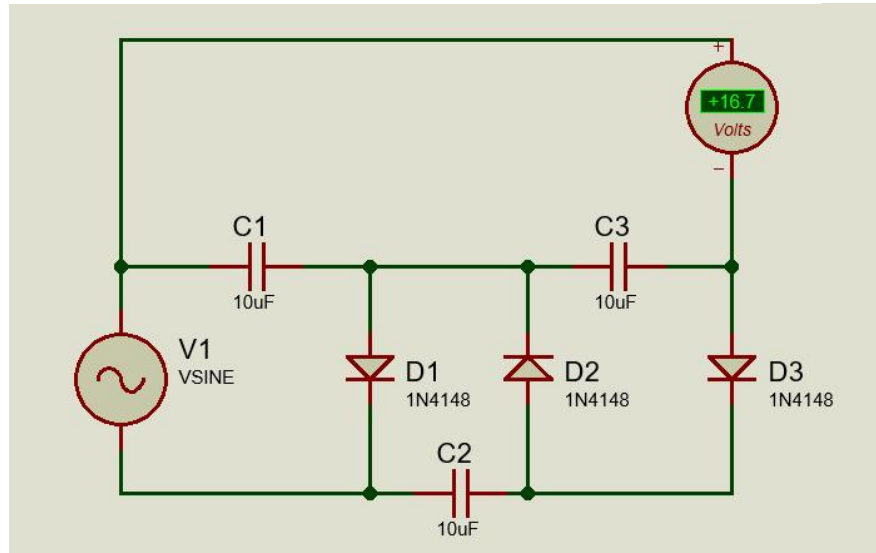 +
+16.7
Volts
−
C1
10uF
C3
10uF
V1
VSINE
D1
1N4148
D2
1N4148
D3
1N4148
C2
10uF